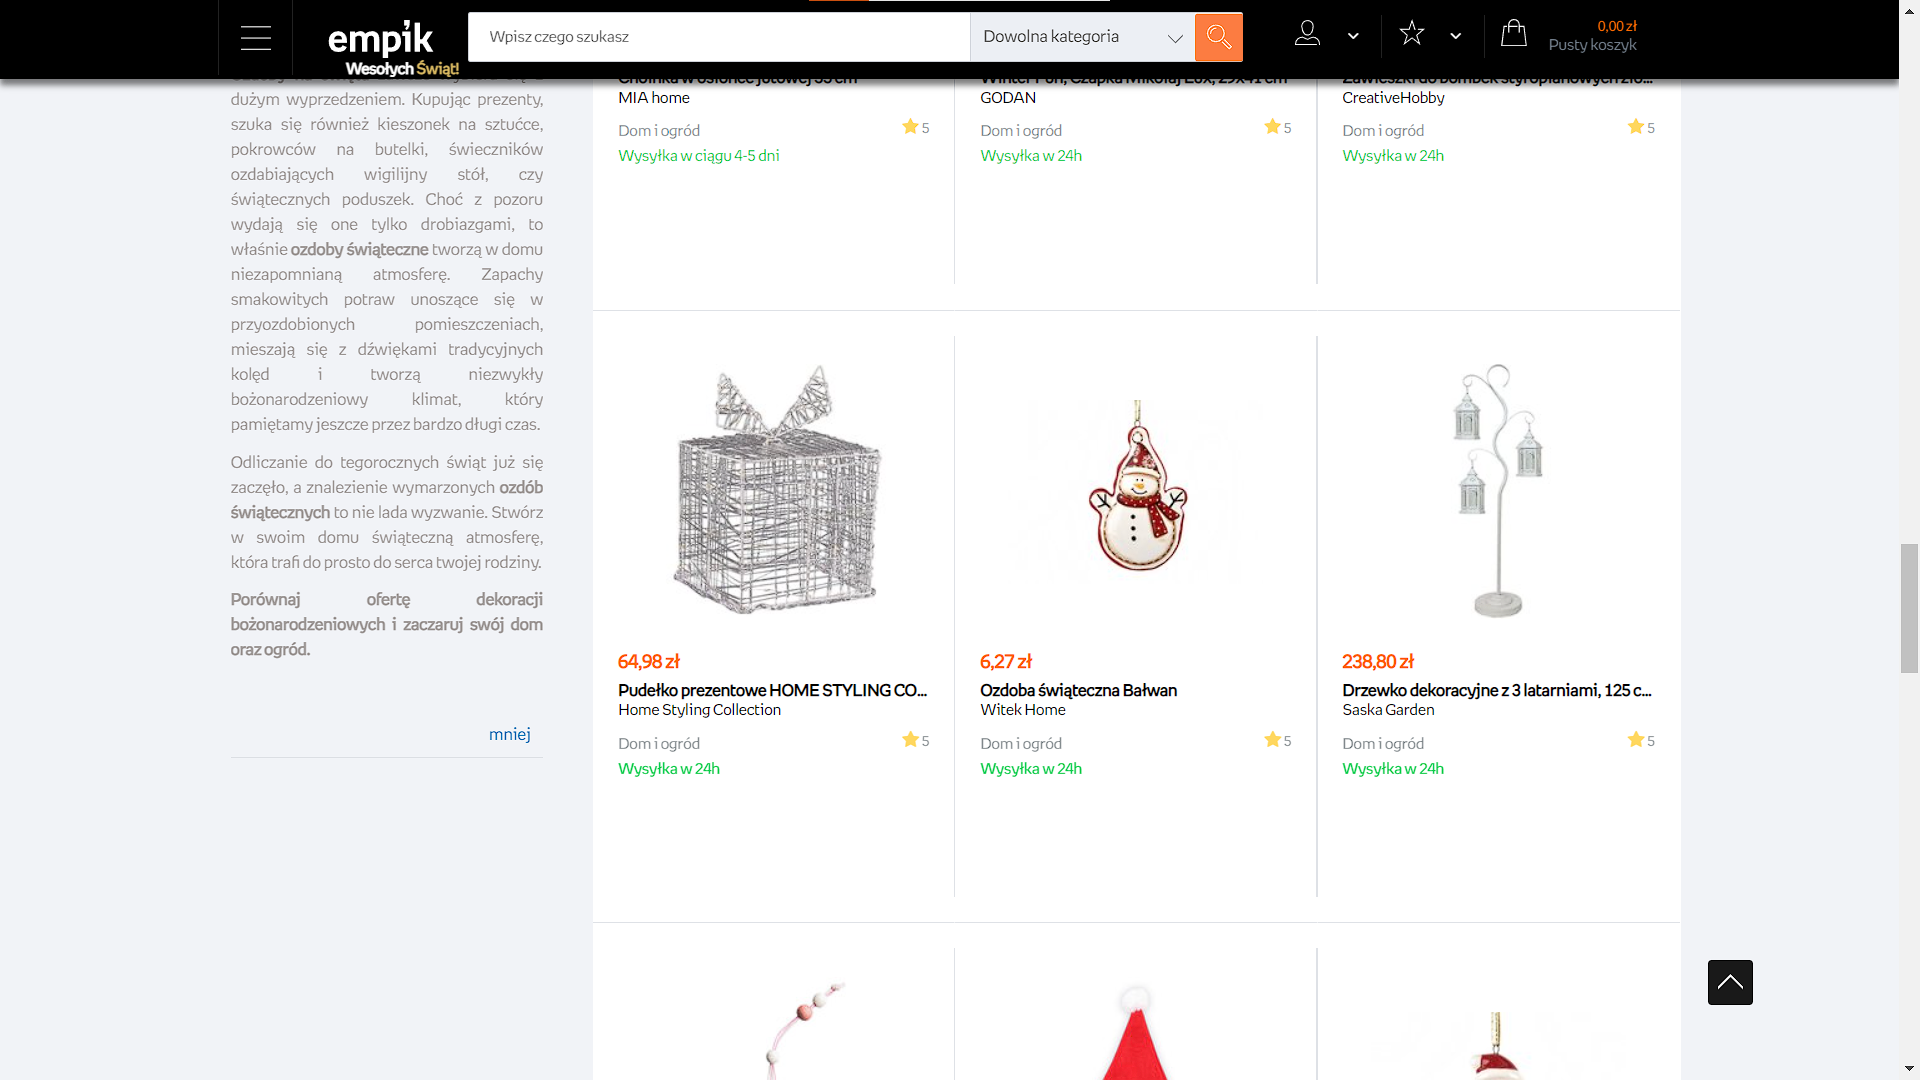 empik
Wesołych Święt!
Wpisz czego szukasz
Dowolna kategoria
0,00 zł
Pusty koszyk
dużym wyprzedzeniem. Kupując prezenty,
szuka się również kieszonek na sztućce,
pokrowców na butelki, świeczników
ozdabiających wigilijny stół, czy
świątecznych poduszek. Choć z pozoru
wydają się one tylko drobiazgami, to
właśnie ozdoby świąteczne tworzą w domu
niezapomnianą atmosferę. Zapachy
smakowitych potraw unoszące się w
przyozdobionych pomieszczeniach,
mieszają się z dźwiękami tradycyjnych
kolęd i tworzą niezwykły
bożonarodzeniowy klimat, który
pamiętamy jeszcze przez bardzo długi czas.
Odliczanie do tegorocznych świąt już się
zaczęło, a znalezienie wymarzonych ozdób
świątecznych to nie lada wyzwanie. Stwórz
w swoim domu świąteczną atmosferę,
która trafi do prosto do serca twojej rodziny.
Porównaj ofertę dekoracji
bożonarodzeniowych i zaczaruj swój dom
oraz ogród.
mniej
Choinka w osłonce jutowej 35 cm
MIA home
Dom i ogród
5
Wysyłka w ciągu 4-5 dni
GODAN
Dom i ogród
5
Wysyłka w 24h
CreativeHobby
Dom i ogród
5
Wysyłka w 24h
64,98 zł
Pudełko prezentowe HOME STYLING CO...
Home Styling Collection
Dom i ogród
5
Wysyłka w 24h
6,27 zł
Ozdoba świąteczna Bałwan
Witek Home
Dom i ogród
5
Wysyłka w 24h
238,80 zł
Drzewko dekoracyjne z 3 latarniami, 125 c...
Saska Garden
Dom i ogród
5
Wysyłka w 24h